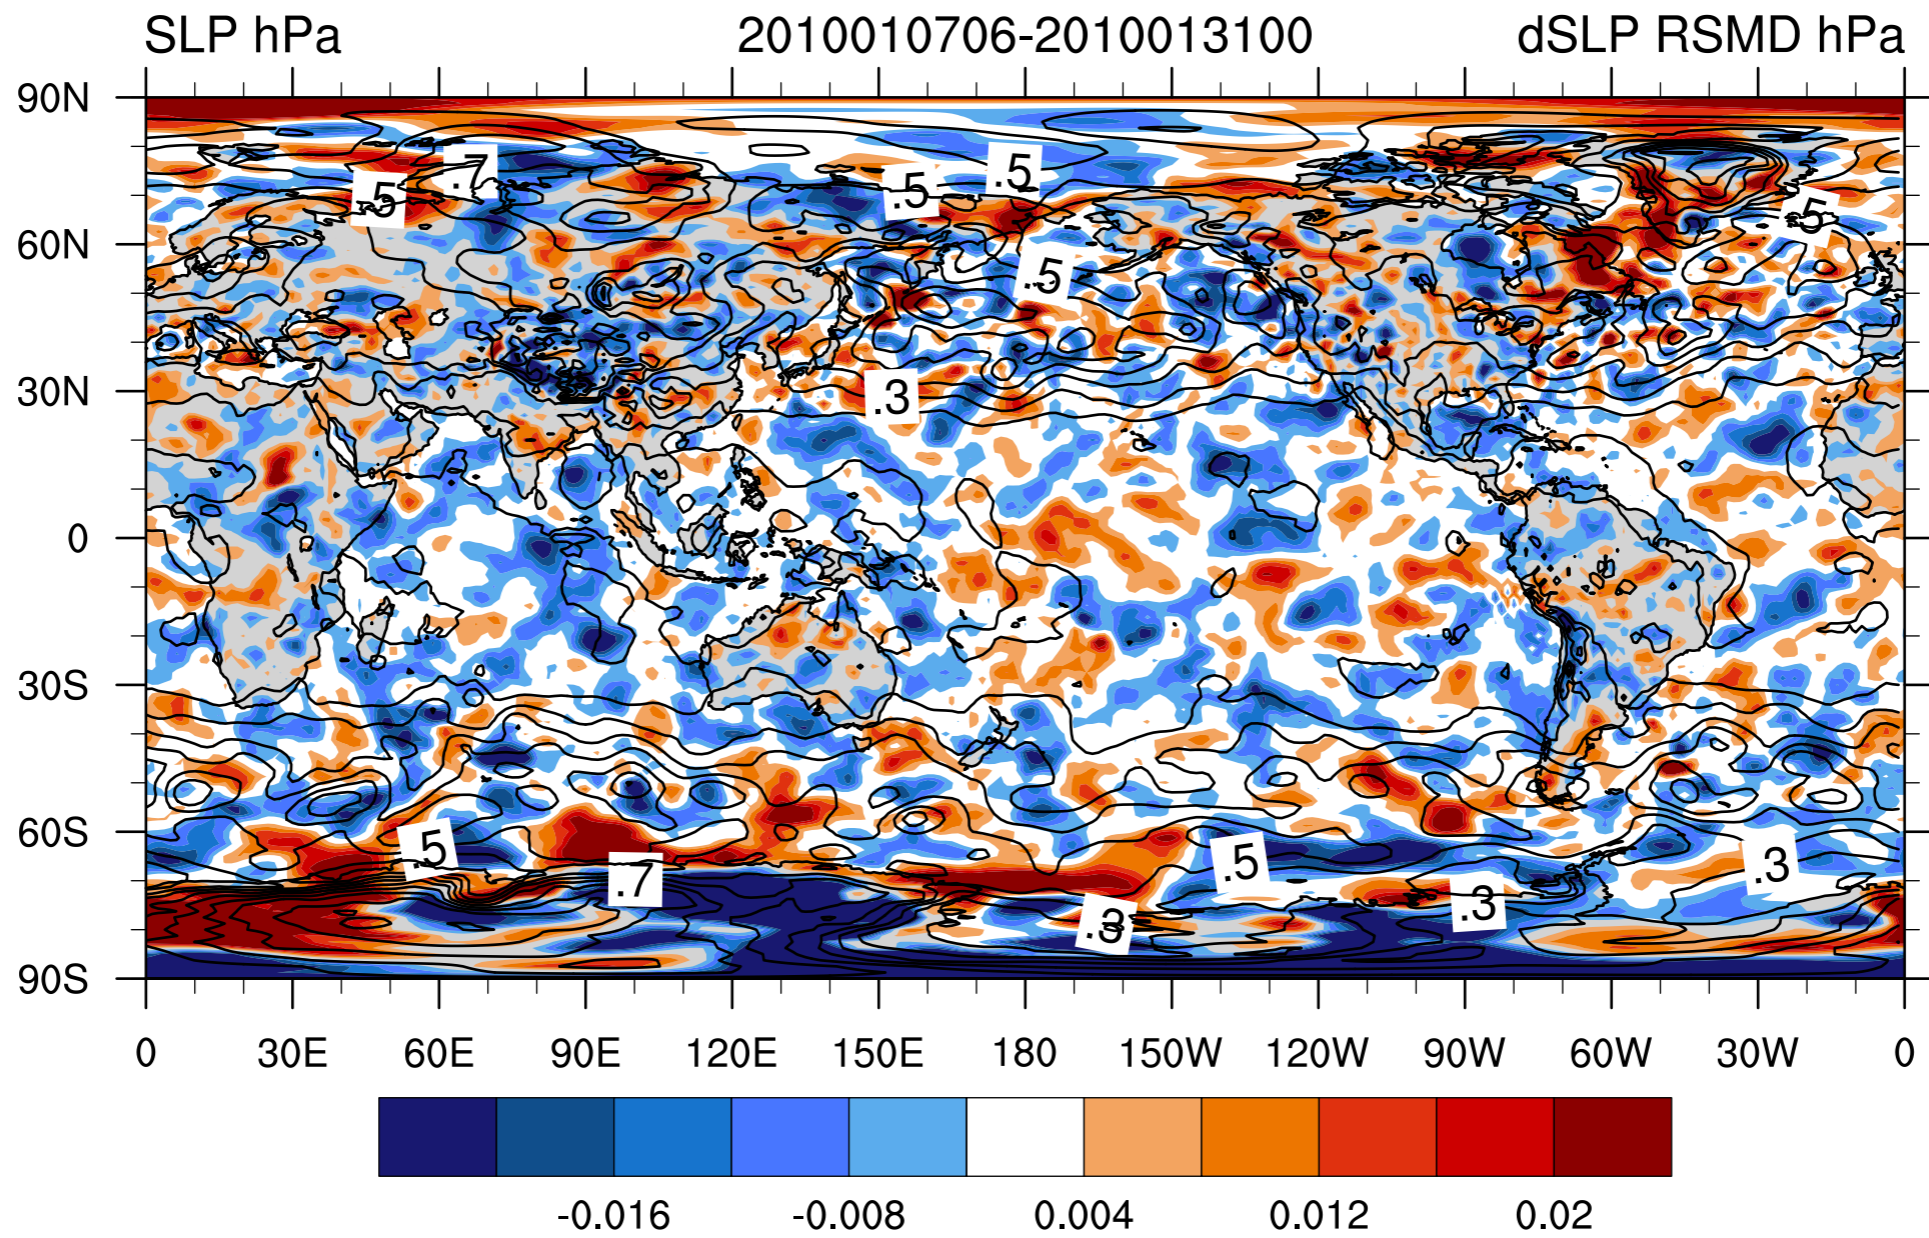 SLP hPa 2010010706-2010013100 dSLP RSMD hPa
90N
60N
30N
0
30S
60S
90S
.5 .7 .5 .5 .5
.5
.3
.5 .7 .5 .3
.3 .3
0 30E 60E 90E 120E 150E 180 150W 120W 90W 60W 30W 0
-0.016 -0.008 0.004 0.012 0.02